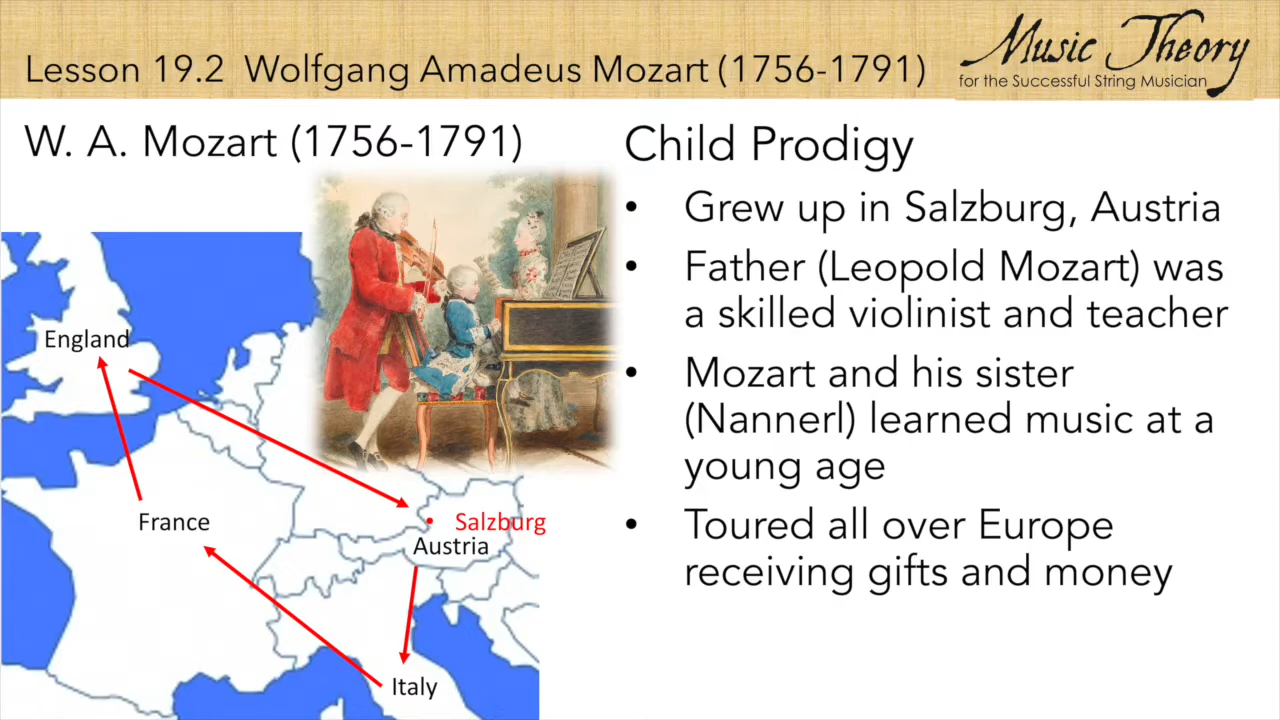 Lesson 19.2 Wolfgang Amadeus Mozart (1756-1791)
Music Theory
for the Successful String Musician
W. A. Mozart (1756-1791)
England
France
Salzburg
Austria
Italy
Child Prodigy
• Grew up in Salzburg, Austria
• Father (Leopold Mozart) was
a skilled violinist and teacher
• Mozart and his sister
(Nannerl) learned music at a
young age
• Toured all over Europe
receiving gifts and money